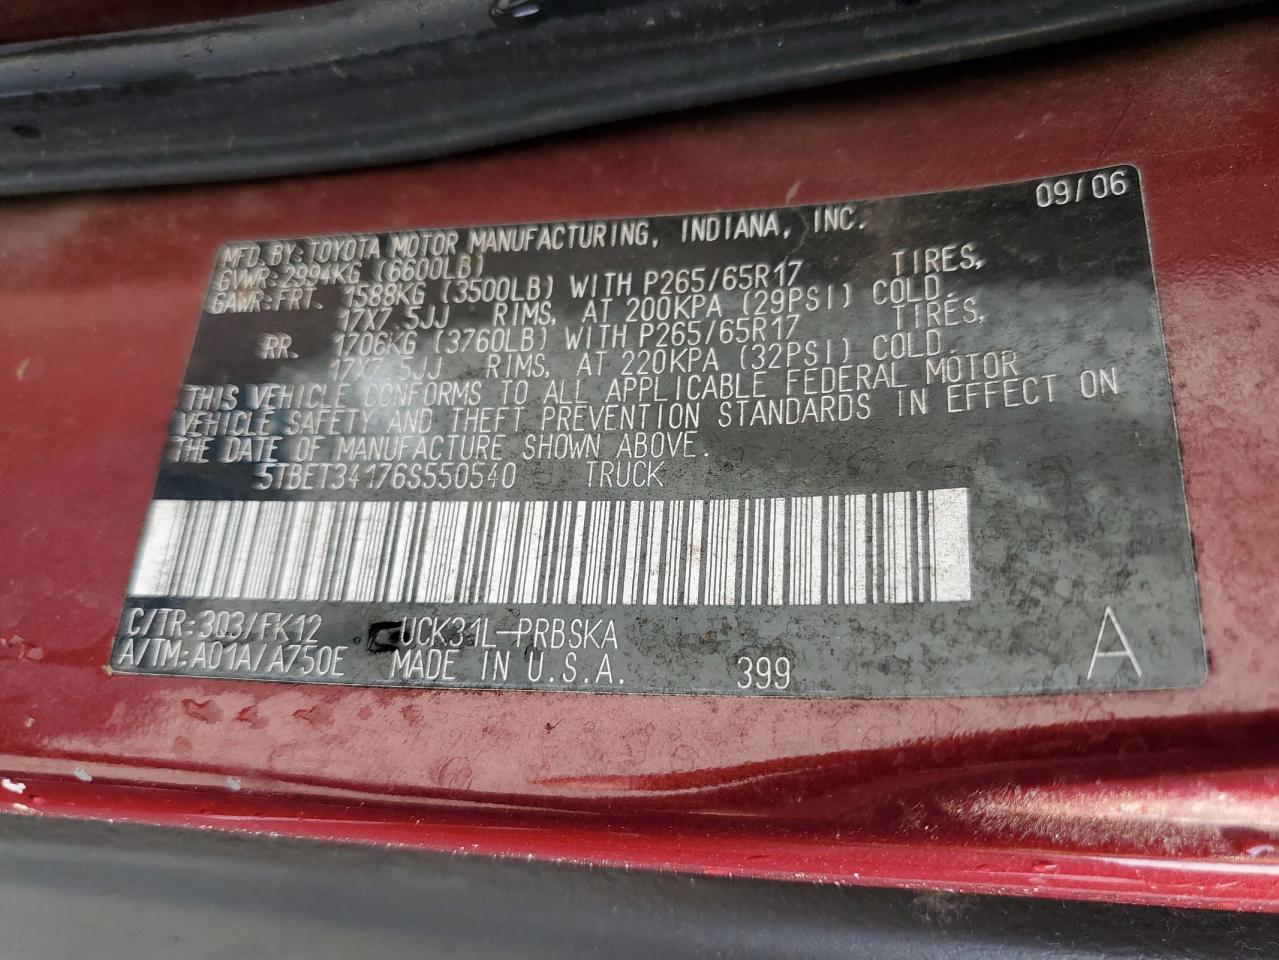 09/06
MFD. BY: TOYOTA MOTOR MANUFACTURING, INDIANA, INC.
GVWR: 2994KG (6600LB)
GAWR: FRT. 1588KG (3500LB) WITH P265/65R17 TIRES,
17X7.5JJ RIMS, AT 200KPA (29PSI) COLD.
RR. 1706KG (3760LB) WITH P265/65R17 TIRES,
17X7.5JJ RIMS, AT 220KPA (32PSI) COLD
THIS VEHICLE CONFORMS TO ALL APPLICABLE FEDERAL MOTOR
VEHICLE SAFETY AND THEFT PREVENTION STANDARDS IN EFFECT ON
THE DATE OF MANUFACTURE SHOWN ABOVE.
5TBET34176S550540 TRUCK
C/TR: 3Q3/FK12 UCK31L-PRBSKA
A/TM: A01A/A750E MADE IN U.S.A. 399 A